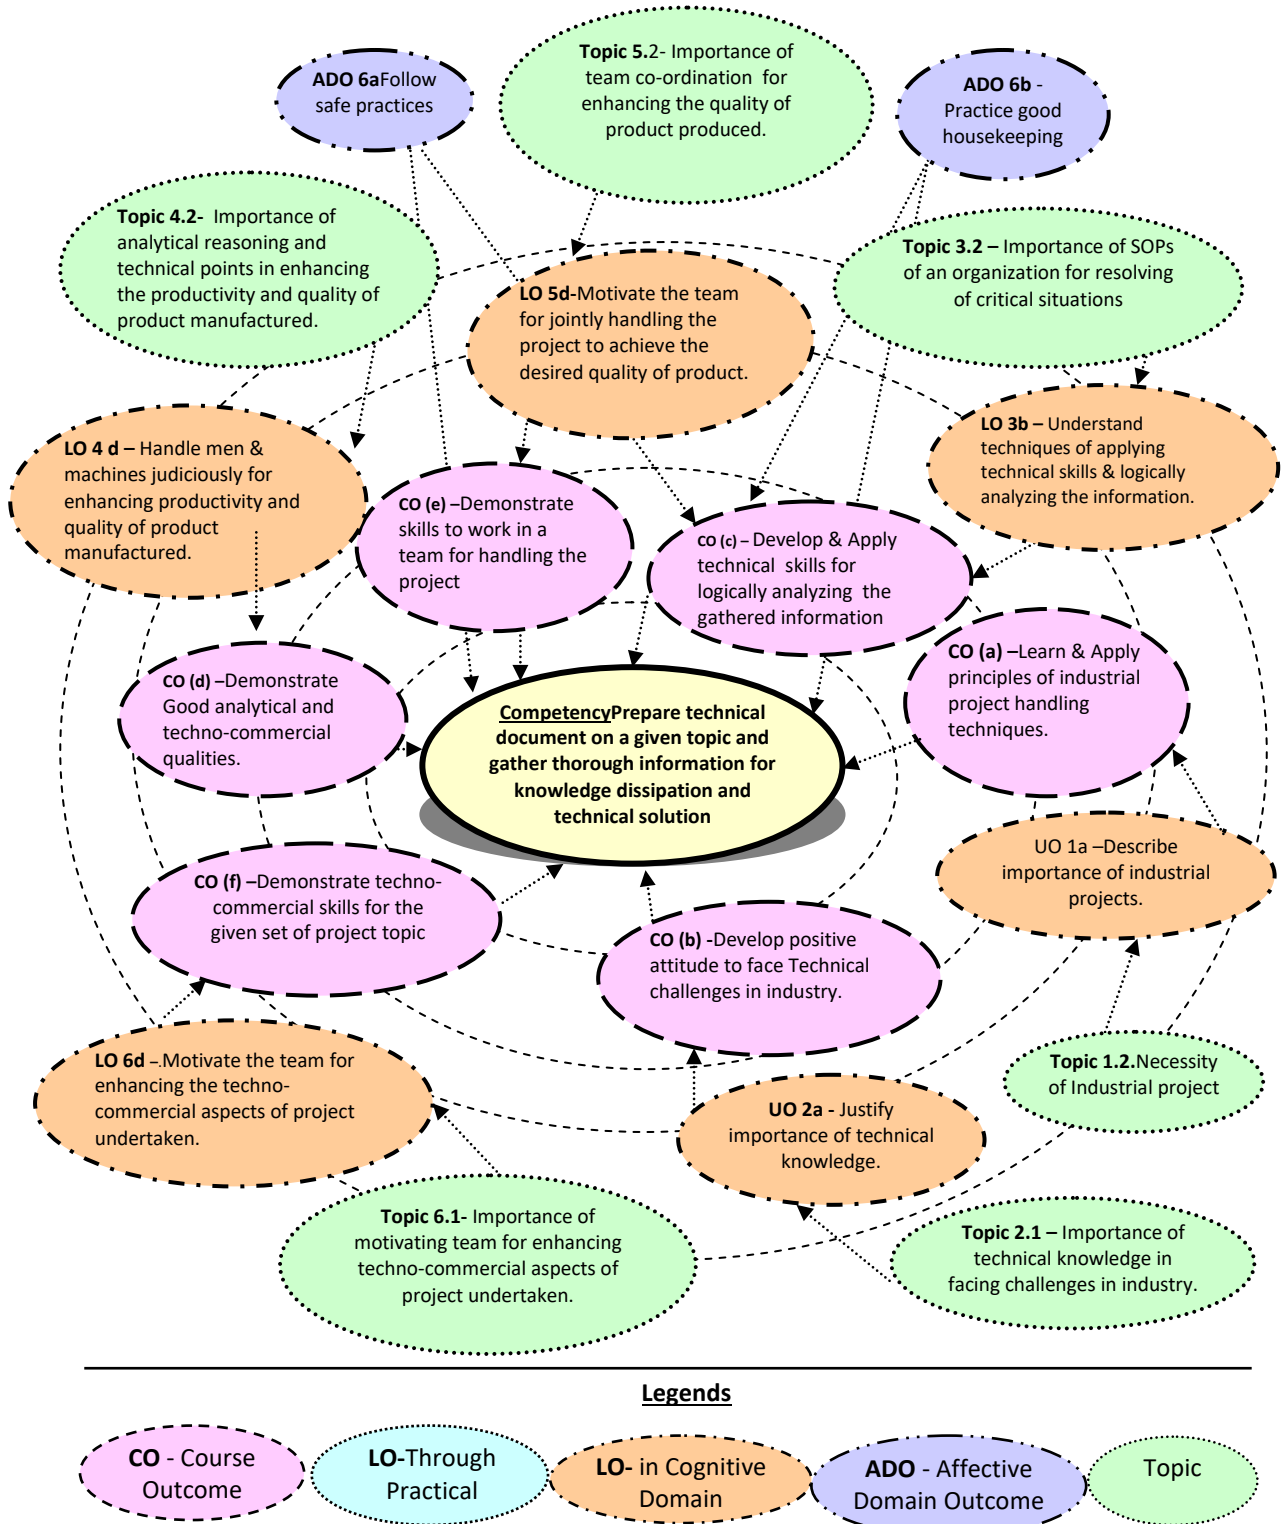 ADO 6aFollow
safe practices
Topic 5.2- Importance of
team co-ordination for
enhancing the quality of
product produced.
ADO 6b -
Practice good
housekeeping
Topic 4.2- Importance of
analytical reasoning and
technical points in enhancing
the productivity and quality of
product manufactured.
Topic 3.2 – Importance of SOPs
of an organization for resolving
of critical situations
LO 5d-Motivate the team
for jointly handling the
project to achieve the
desired quality of product.
LO 4 d – Handle men &
machines judiciously for
enhancing productivity and
quality of product
manufactured.
LO 3b – Understand
techniques of applying
technical skills & logically
analyzing the information.
CO (e) –Demonstrate
skills to work in a
team for handling the
project
CO (c) – Develop & Apply
technical skills for
logically analyzing the
gathered information
CO (d) –Demonstrate
Good analytical and
techno-commercial
qualities.
CO (a) –Learn & Apply
principles of industrial
project handling
techniques.
CompetencyPrepare technical
document on a given topic and
gather thorough information for
knowledge dissipation and
technical solution
UO 1a –Describe
importance of industrial
projects.
CO (f) –Demonstrate techno-
commercial skills for the
given set of project topic
CO (b) -Develop positive
attitude to face Technical
challenges in industry.
LO 6d –.Motivate the team for
enhancing the techno-
commercial aspects of project
undertaken.
Topic 1.2.Necessity
of Industrial project
UO 2a - Justify
importance of technical
knowledge.
Topic 6.1- Importance of
motivating team for enhancing
techno-commercial aspects of
project undertaken.
Topic 2.1 – Importance of
technical knowledge in
facing challenges in industry.
Legends
CO - Course
Outcome
LO-Through
Practical
LO- in Cognitive
Domain
ADO - Affective
Domain Outcome
Topic